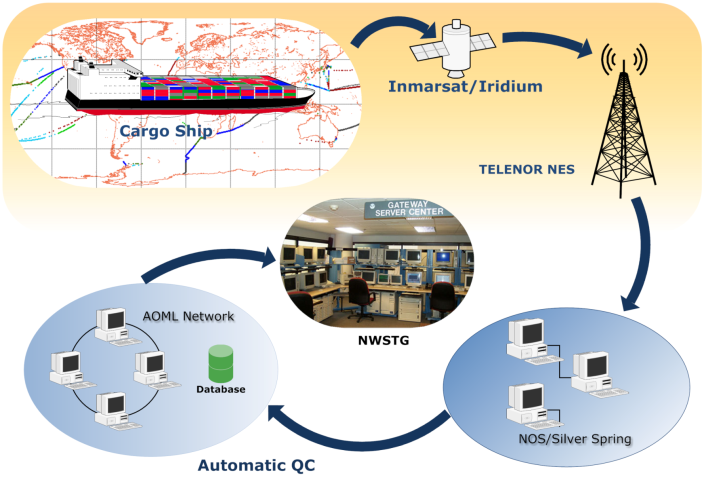 Cargo Ship
Inmarsat/Iridium
TELENOR NES
GATEWAY
SERVER CENTER
NWSTG
AOML Network
Database
NOS/Silver Spring
Automatic QC